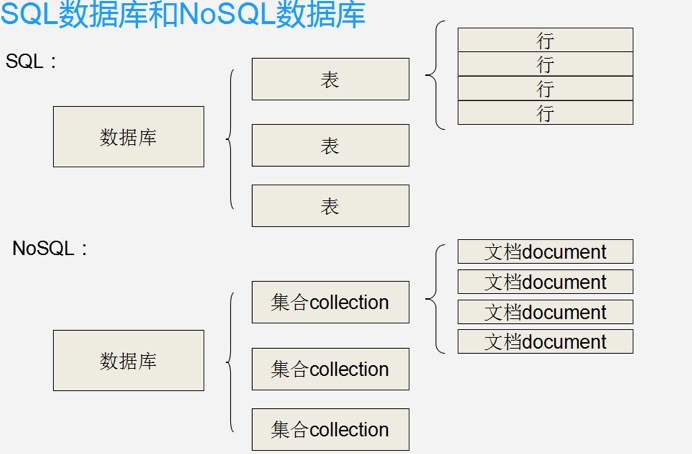 SQL数据库和NoSQL数据库
SQL：
数据库
表
表
表
行
行
行
行
NoSQL：
数据库
集合collection
集合collection
集合collection
文档document
文档document
文档document
文档document